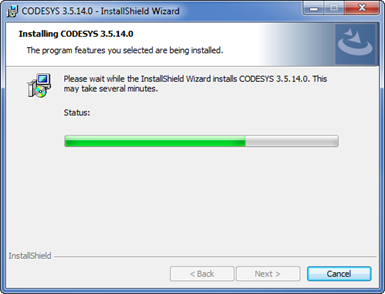 CODESYS 3.5.14.0 - InstallShield Wizard
Installing CODESYS 3.5.14.0
The program features you selected are being installed.
Please wait while the InstallShield Wizard installs CODESYS 3.5.14.0. This
may take several minutes.
Status:
InstallShield
< Back
Next >
Cancel